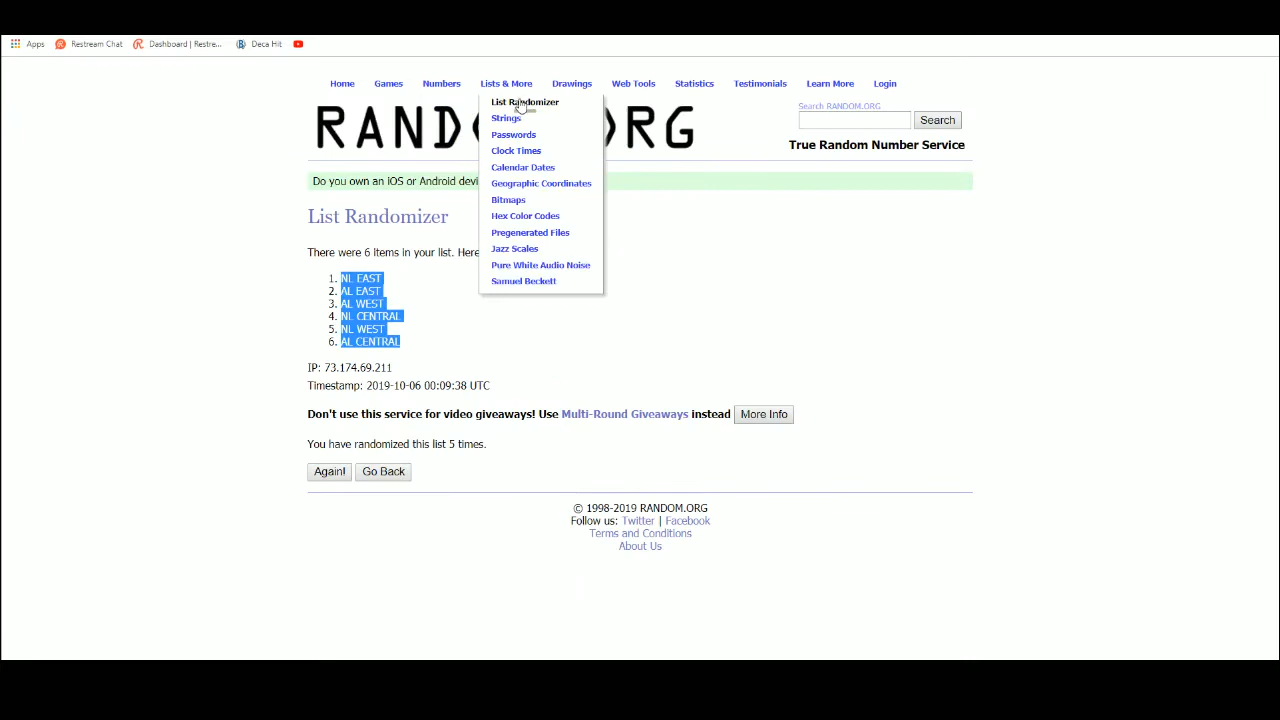 Apps Restream Chat Dashboard | Restre... Deca Hit
Home Games Numbers Lists & More Drawings Web Tools Statistics Testimonials Learn More Login
List Randomizer
Strings
Passwords
Clock Times
Calendar Dates
Geographic Coordinates
Bitmaps
Hex Color Codes
Pregenerated Files
Jazz Scales
Pure White Audio Noise
Samuel Beckett
Search RANDOM.ORG
Search
True Random Number Service
Do you own an iOS or Android devi
List Randomizer
There were 6 items in your list. Here
1. NL EAST
2. AL EAST
3. AL WEST
4. NL CENTRAL
5. NL WEST
6. AL CENTRAL
IP: 73.174.69.211
Timestamp: 2019-10-06 00:09:38 UTC
Don't use this service for video giveaways! Use Multi-Round Giveaways instead More Info
You have randomized this list 5 times.
Again! Go Back
© 1998-2019 RANDOM.ORG
Follow us: Twitter | Facebook
Terms and Conditions
About Us